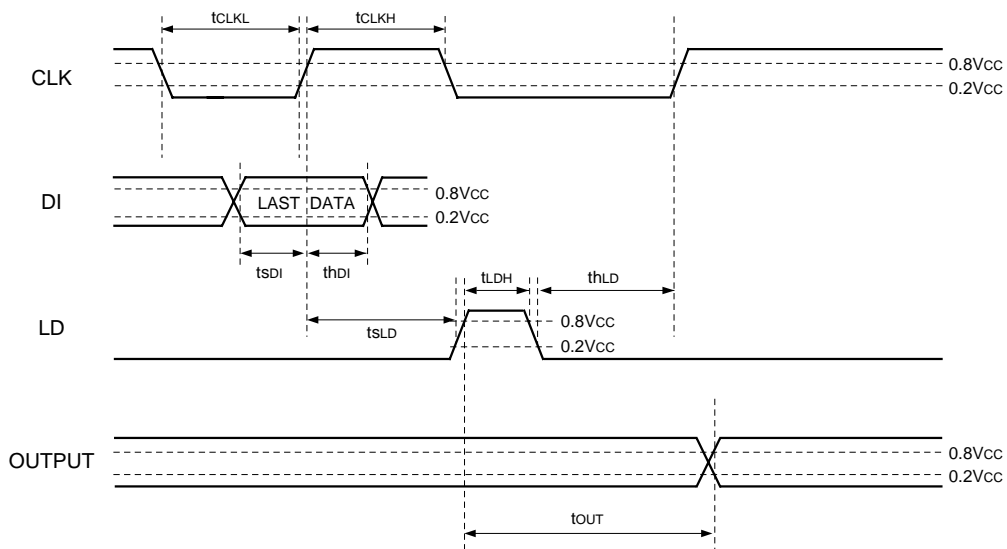 tCLKL
tCLKH
CLK
0.8VCC
0.2VCC
DI
LAST DATA
0.8VCC
0.2VCC
tsDI
thDI
tLDH
thLD
LD
tsLD
0.8VCC
0.2VCC
OUTPUT
0.8VCC
0.2VCC
tOUT